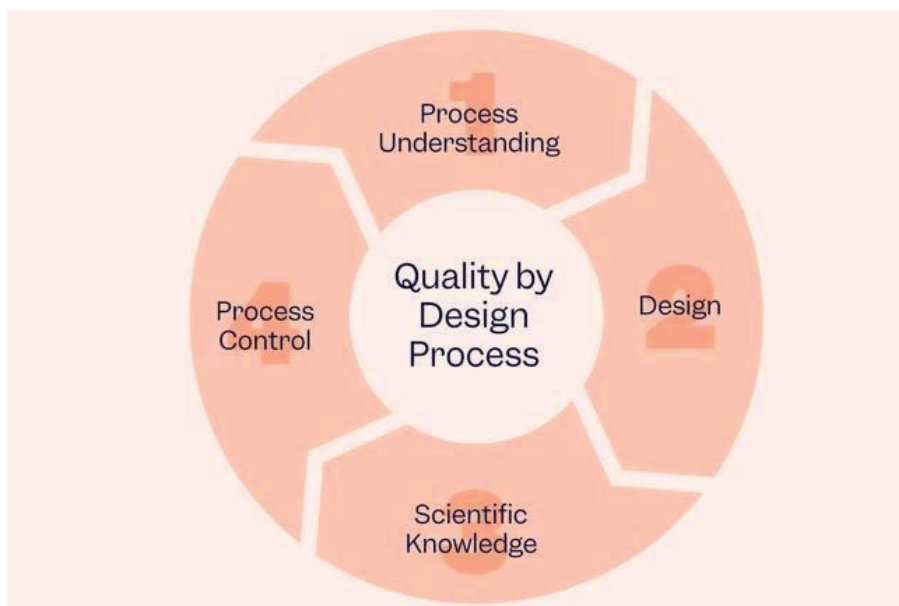 1
Process
Understanding
2
Design
3
Scientific
Knowledge
4
Process
Control
Quality by
Design
Process